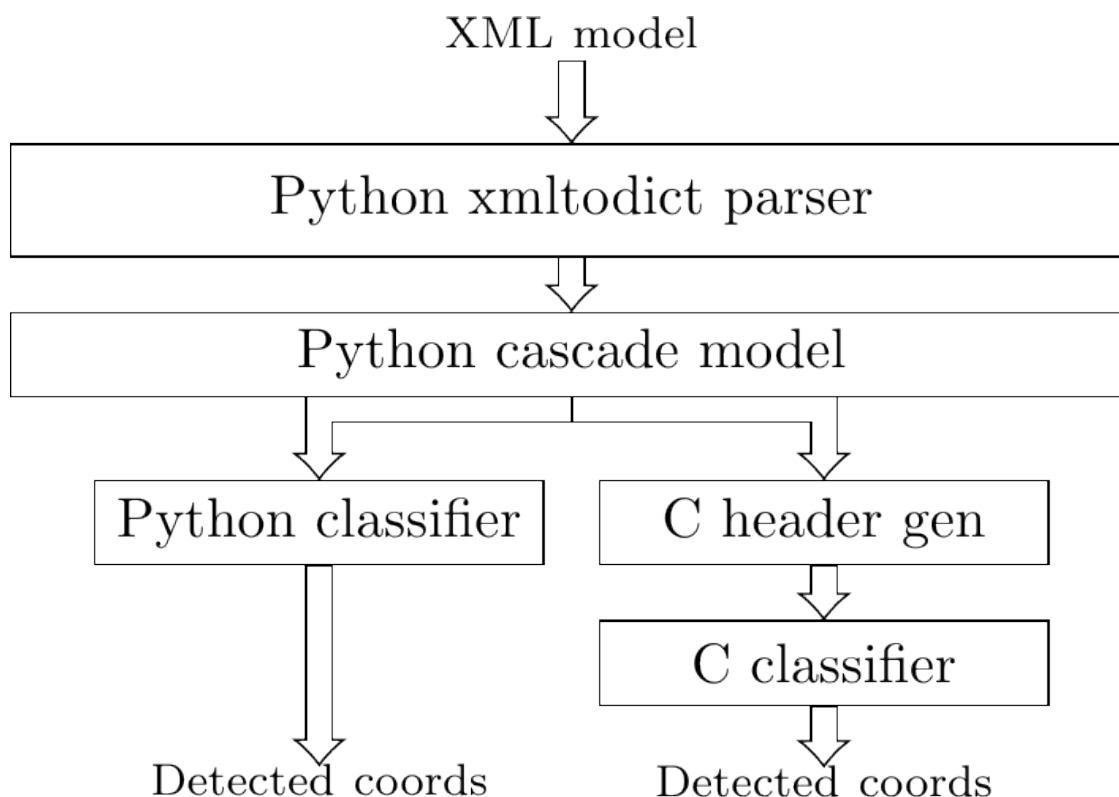 XML model
Python xmltodict parser
Python cascade model
Python classifier
C header gen
C classifier
Detected coords
Detected coords